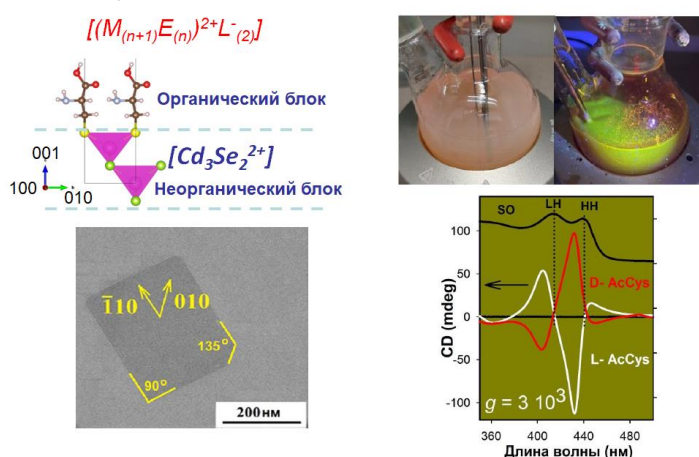 [(M(n+1)E(n))2+L-(2)]
Органический блок
[Cd3Se22+]
Неорганический блок
001
100
010
1̅10
010
135°
90°
200нм
SO
LH
HH
100
50
0
-50
-100
CD (mdeg)
D- AcCys
L- AcCys
g = 3 103
360
400
440
480
Длина волны (нм)